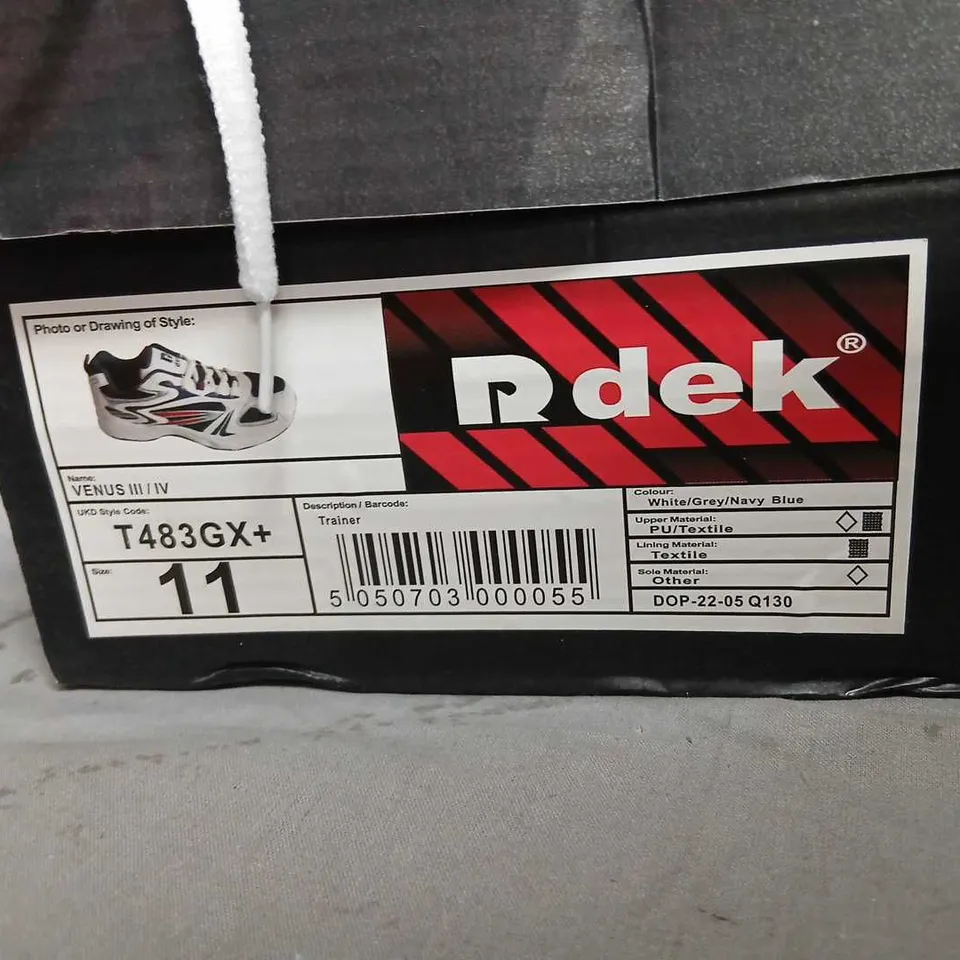 Photo or Drawing of Style:
Rdek®
Name:
VENUS III / IV
UKD Style Code:
T483GX+
Size:
11
Description / Barcode:
Trainer
5 050703 000055
Colour:
White/Grey/Navy Blue
Upper Material:
PU/Textile
Lining Material:
Textile
Sole Material:
Other
DOP-22-05 Q130